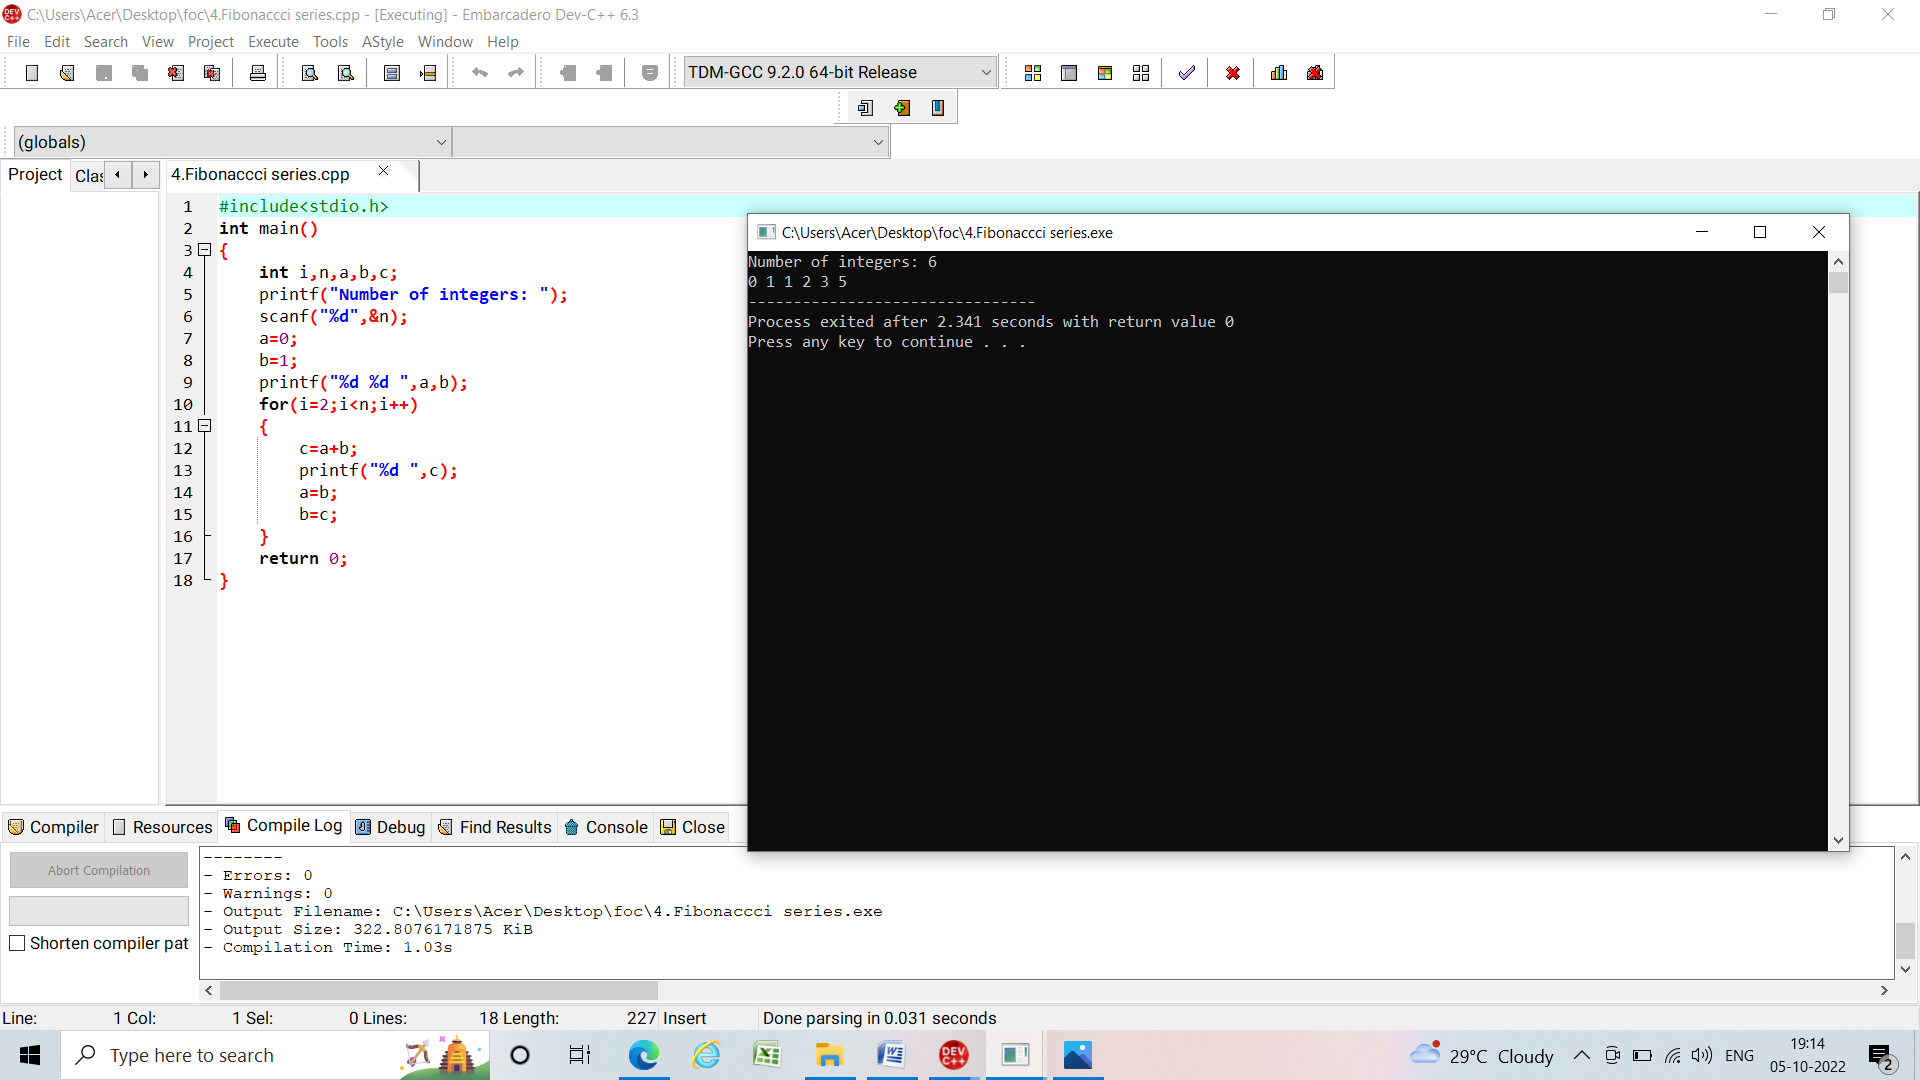 C:\Users\Acer\Desktop\foc\4.Fibonaccci series.cpp - [Executing] - Embarcadero Dev-C++ 6.3
File Edit Search View Project Execute Tools AStyle Window Help
TDM-GCC 9.2.0 64-bit Release
(globals)
Project Clas 4.Fibonaccci series.cpp
1 #include<stdio.h>
2 int main()
3 {
4 int i,n,a,b,c;
5 printf("Number of integers: ");
6 scanf("%d",&n);
7 a=0;
8 b=1;
9 printf("%d %d ",a,b);
10 for(i=2;i<n;i++)
11 {
12 c=a+b;
13 printf("%d ",c);
14 a=b;
15 b=c;
16 }
17 return 0;
18 }
C:\Users\Acer\Desktop\foc\4.Fibonaccci series.exe
Number of integers: 6
0 1 1 2 3 5
--------------------------------
Process exited after 2.341 seconds with return value 0
Press any key to continue . . .
Compiler Resources Compile Log Debug Find Results Console Close
Abort Compilation
Shorten compiler pat
--------
- Errors: 0
- Warnings: 0
- Output Filename: C:\Users\Acer\Desktop\foc\4.Fibonaccci series.exe
- Output Size: 322.8076171875 KiB
- Compilation Time: 1.03s
Line: 1 Col: 1 Sel: 0 Lines: 18 Length: 227 Insert Done parsing in 0.031 seconds
Type here to search
DEV C++
29°C Cloudy
ENG
19:14
05-10-2022
2